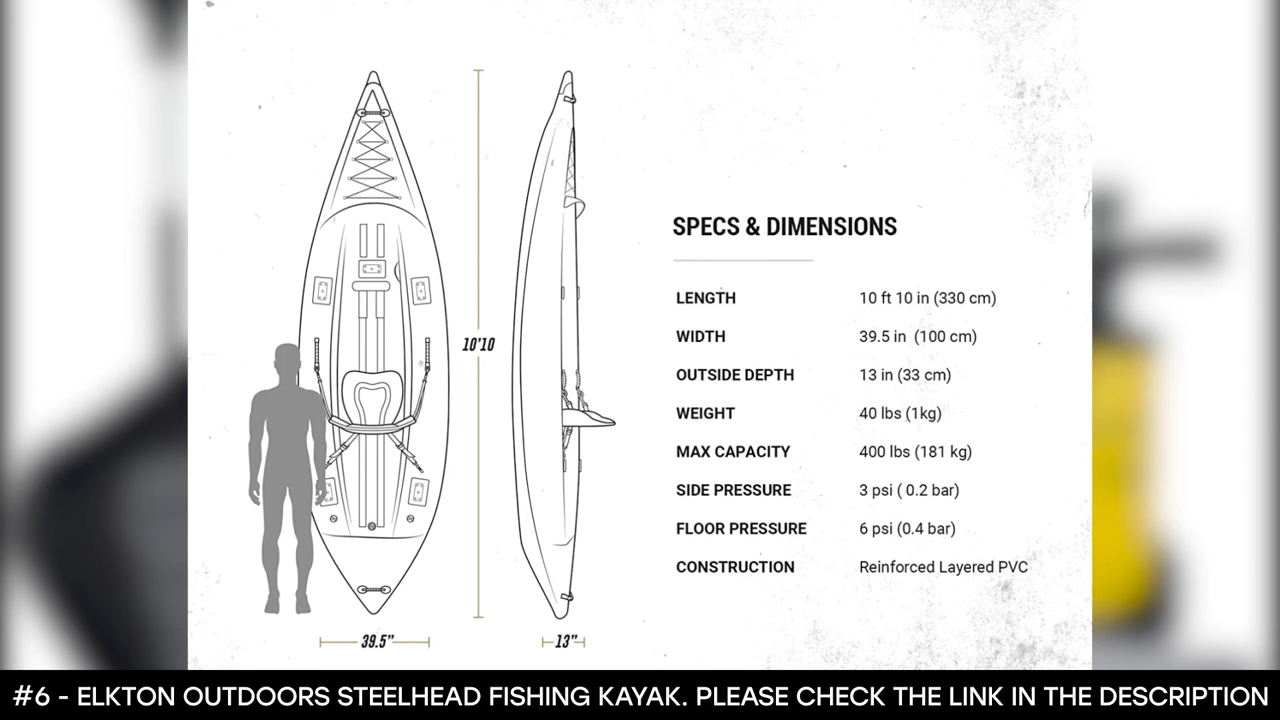 SPECS & DIMENSIONS
LENGTH 10 ft 10 in (330 cm)
WIDTH 39.5 in (100 cm)
OUTSIDE DEPTH 13 in (33 cm)
WEIGHT 40 lbs (1kg)
MAX CAPACITY 400 lbs (181 kg)
SIDE PRESSURE 3 psi ( 0.2 bar)
FLOOR PRESSURE 6 psi (0.4 bar)
CONSTRUCTION Reinforced Layered PVC
10'10
39.5"
13"
#6 - ELKTON OUTDOORS STEELHEAD FISHING KAYAK. PLEASE CHECK THE LINK IN THE DESCRIPTION